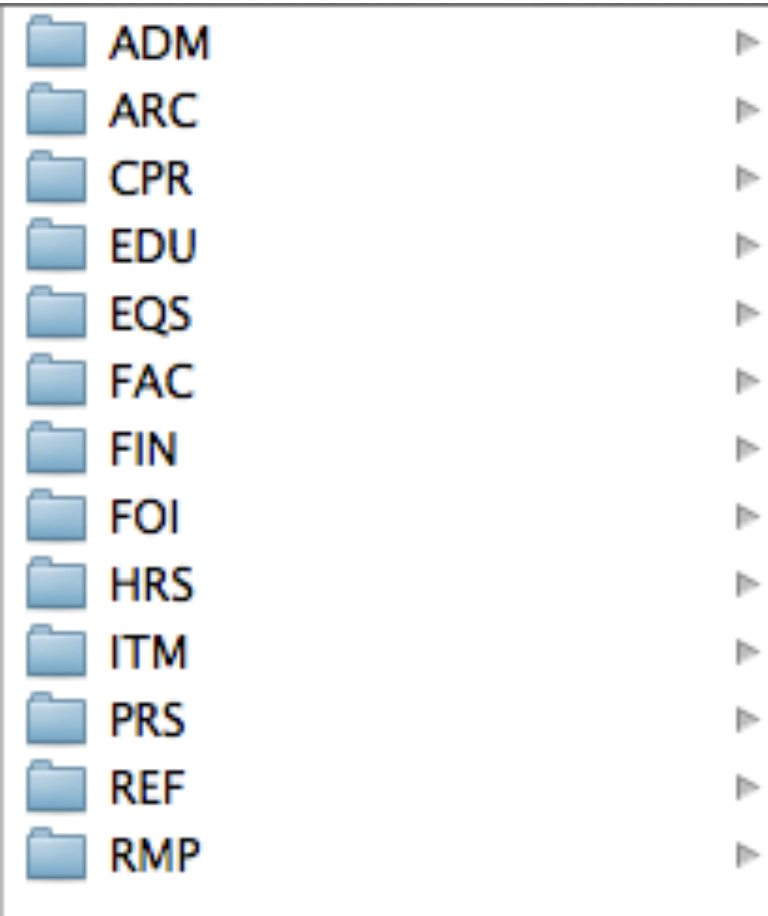 ADM
ARC
CPR
EDU
EQS
FAC
FIN
FOI
HRS
ITM
PRS
REF
RMP